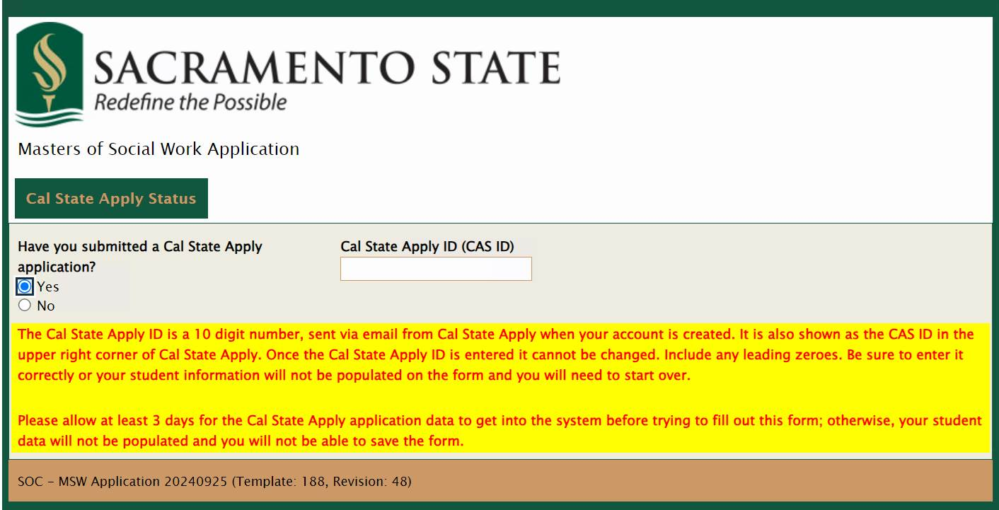 SACRAMENTO STATE
Redefine the Possible
Masters of Social Work Application
Cal State Apply Status
Have you submitted a Cal State Apply
application?
Yes
No
Cal State Apply ID (CAS ID)
The Cal State Apply ID is a 10 digit number, sent via email from Cal State Apply when your account is created. It is also shown as the CAS ID in the
upper right corner of Cal State Apply. Once the Cal State Apply ID is entered it cannot be changed. Include any leading zeroes. Be sure to enter it
correctly or your student information will not be populated on the form and you will need to start over.
Please allow at least 3 days for the Cal State Apply application data to get into the system before trying to fill out this form; otherwise, your student
data will not be populated and you will not be able to save the form.
SOC – MSW Application 20240925 (Template: 188, Revision: 48)